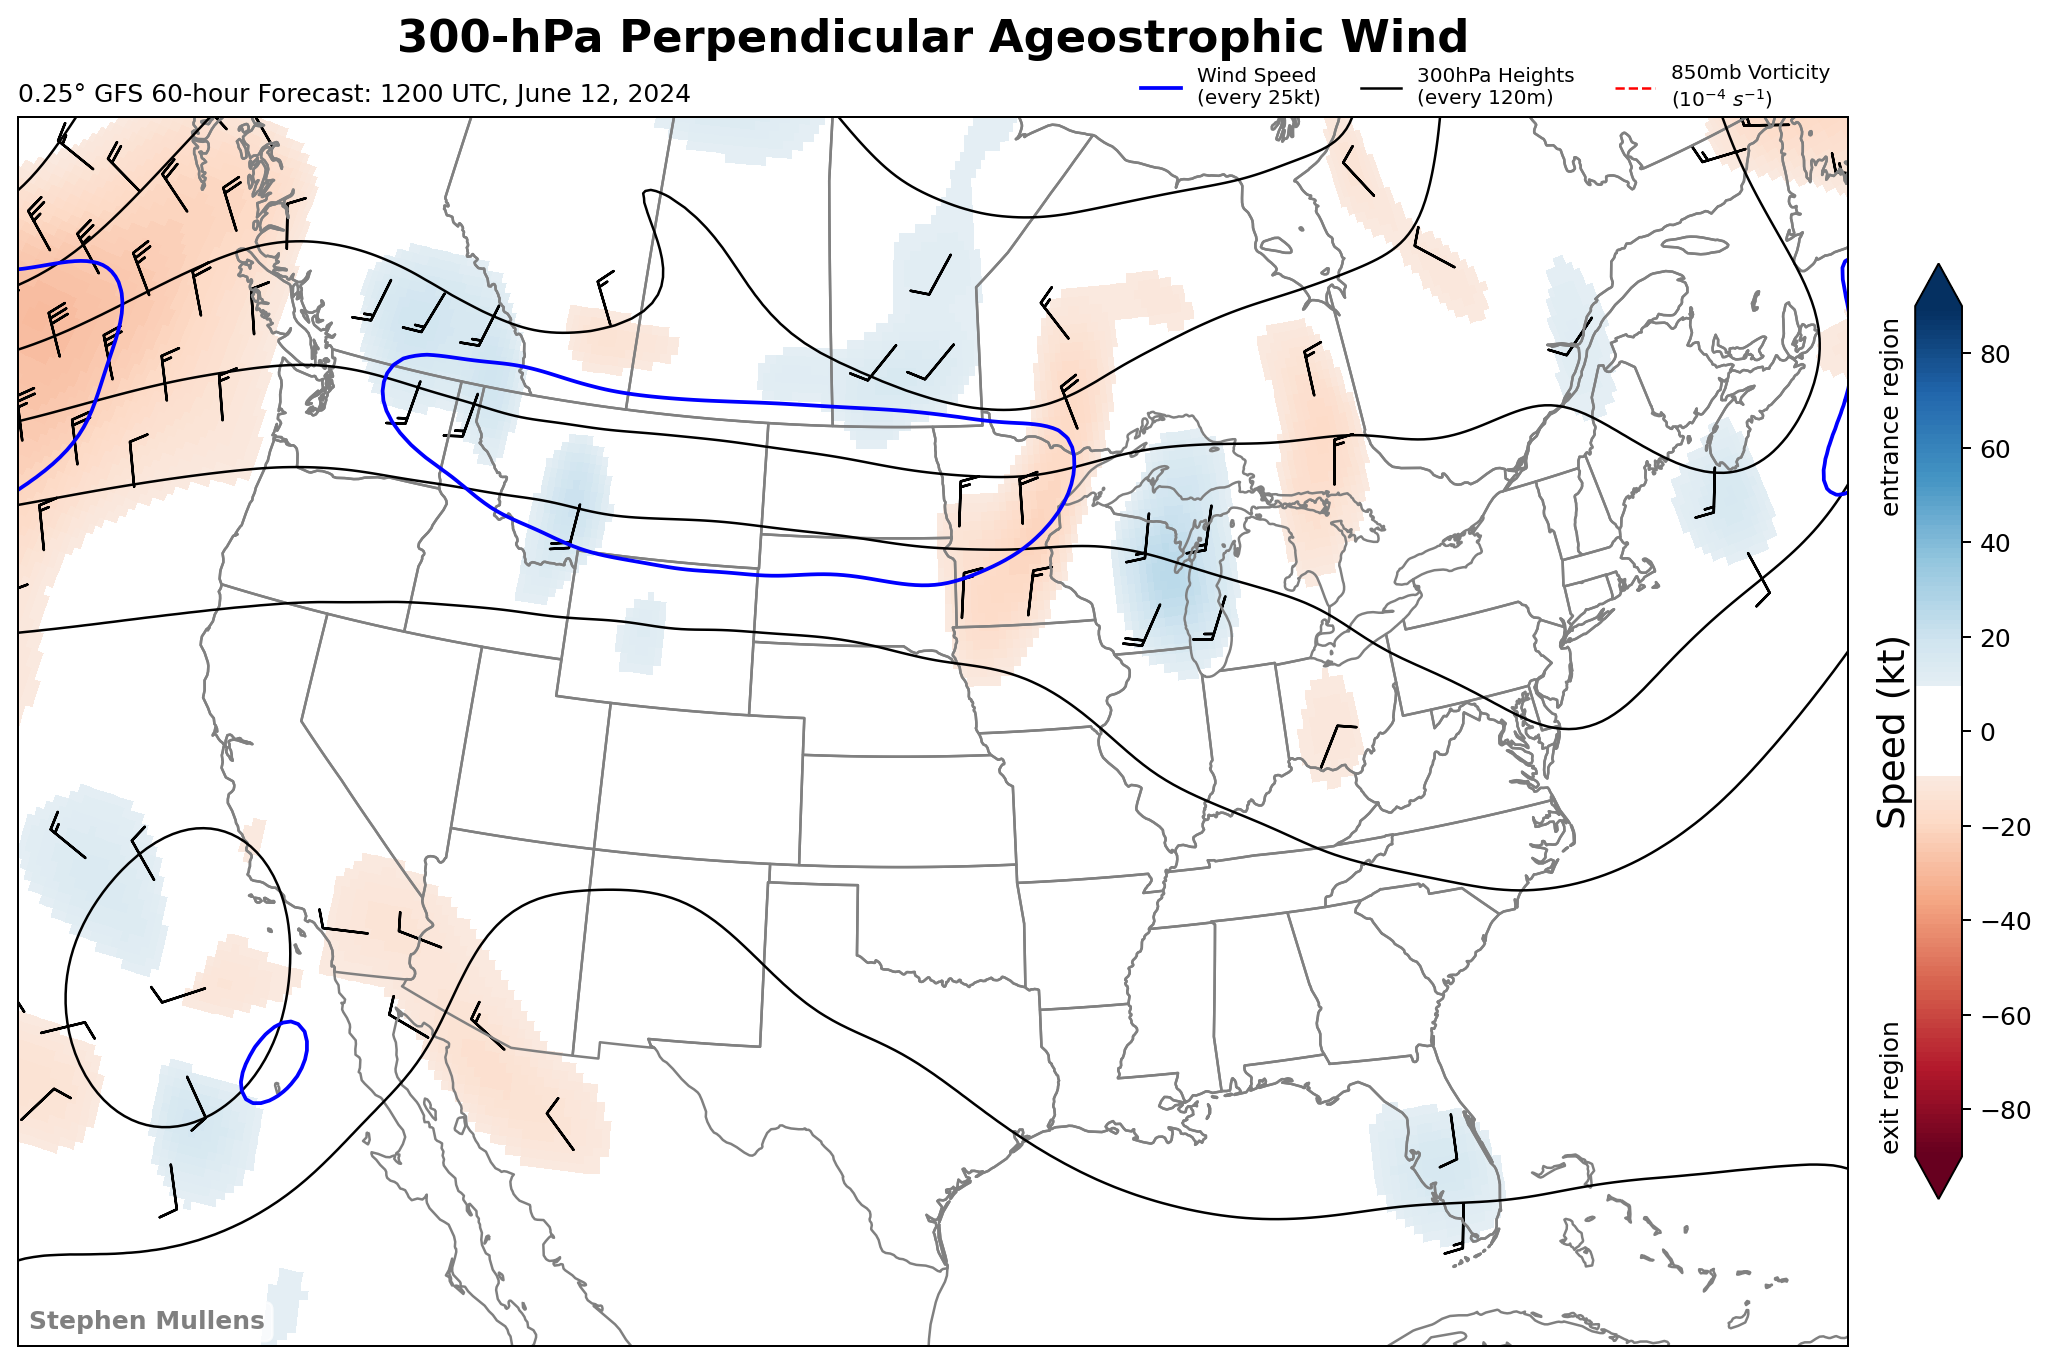 300-hPa Perpendicular Ageostrophic Wind
0.25° GFS 60-hour Forecast: 1200 UTC, June 12, 2024
Wind Speed
(every 25kt)
300hPa Heights
(every 120m)
850mb Vorticity
(10⁻⁴ s⁻¹)
entrance region
Speed (kt)
exit region
80
60
40
20
0
−20
−40
−60
−80
Stephen Mullens